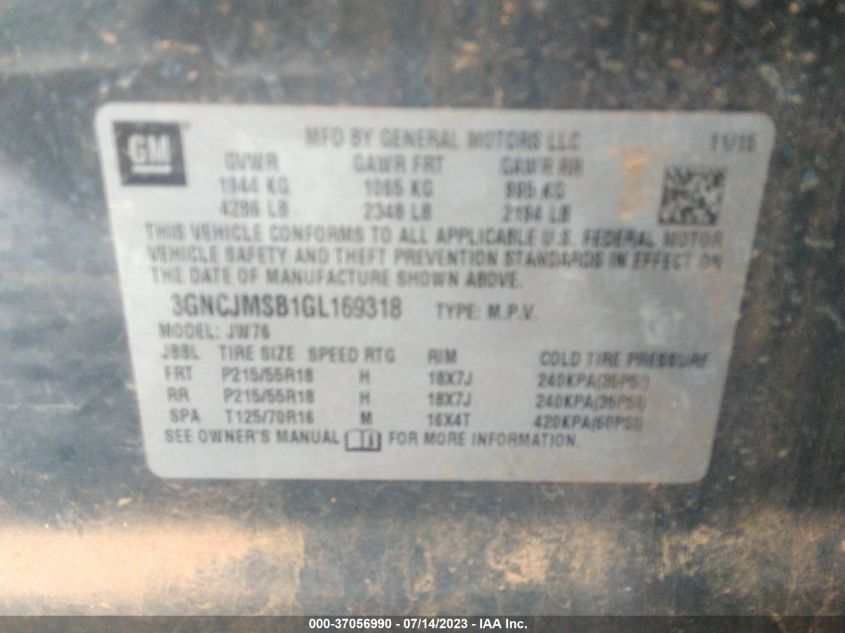 GM
MFD BY GENERAL MOTORS LLC 11/15
GVWR GAWR FRT GAWR RR
1944 KG 1065 KG 995 KG
4286 LB 2348 LB 2194 LB
THIS VEHICLE CONFORMS TO ALL APPLICABLE U.S. FEDERAL MOTOR
VEHICLE SAFETY AND THEFT PREVENTION STANDARDS IN EFFECT ON
THE DATE OF MANUFACTURE SHOWN ABOVE.
3GNCJMSB1GL169318 TYPE: M.P.V.
MODEL: JW76
JBBL TIRE SIZE SPEED RTG RIM COLD TIRE PRESSURE
FRT P215/55R18 H 18X7J 240KPA(35PSI)
RR P215/55R18 H 18X7J 240KPA(35PSI)
SPA T125/70R16 M 16X4T 420KPA(60PSI)
SEE OWNER'S MANUAL FOR MORE INFORMATION.
000-37056990 - 07/14/2023 - IAA Inc.